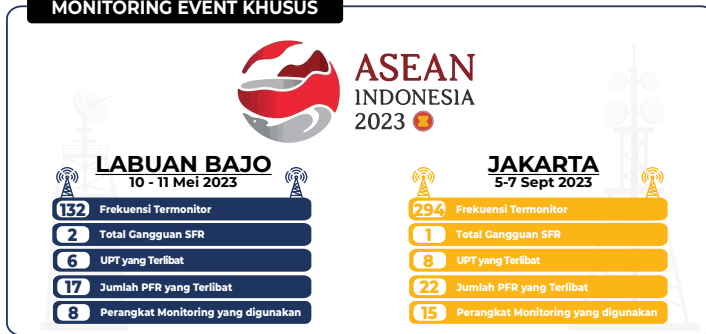 MONITORING EVENT KHUSUS
ASEAN
INDONESIA
2023
LABUAN BAJO
10 - 11 Mei 2023
132 Frekuensi Termonitor
2 Total Gangguan SFR
6 UPT yang Terlibat
17 Jumlah PFR yang Terlibat
8 Perangkat Monitoring yang digunakan
JAKARTA
5-7 Sept 2023
294 Frekuensi Termonitor
1 Total Gangguan SFR
8 UPT yang Terlibat
22 Jumlah PFR yang Terlibat
15 Perangkat Monitoring yang digunakan